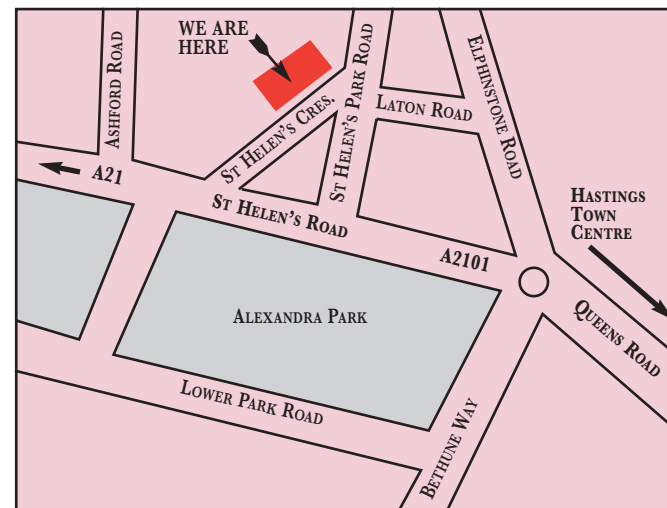 WE ARE
HERE
ASHFORD ROAD
ST HELEN'S CRES.
ST HELEN'S PARK ROAD
LATON ROAD
ELPHINSTONE ROAD
A21
ST HELEN'S ROAD
A2101
HASTINGS
TOWN
CENTRE
ALEXANDRA PARK
QUEENS ROAD
LOWER PARK ROAD
BETHUNE WAY